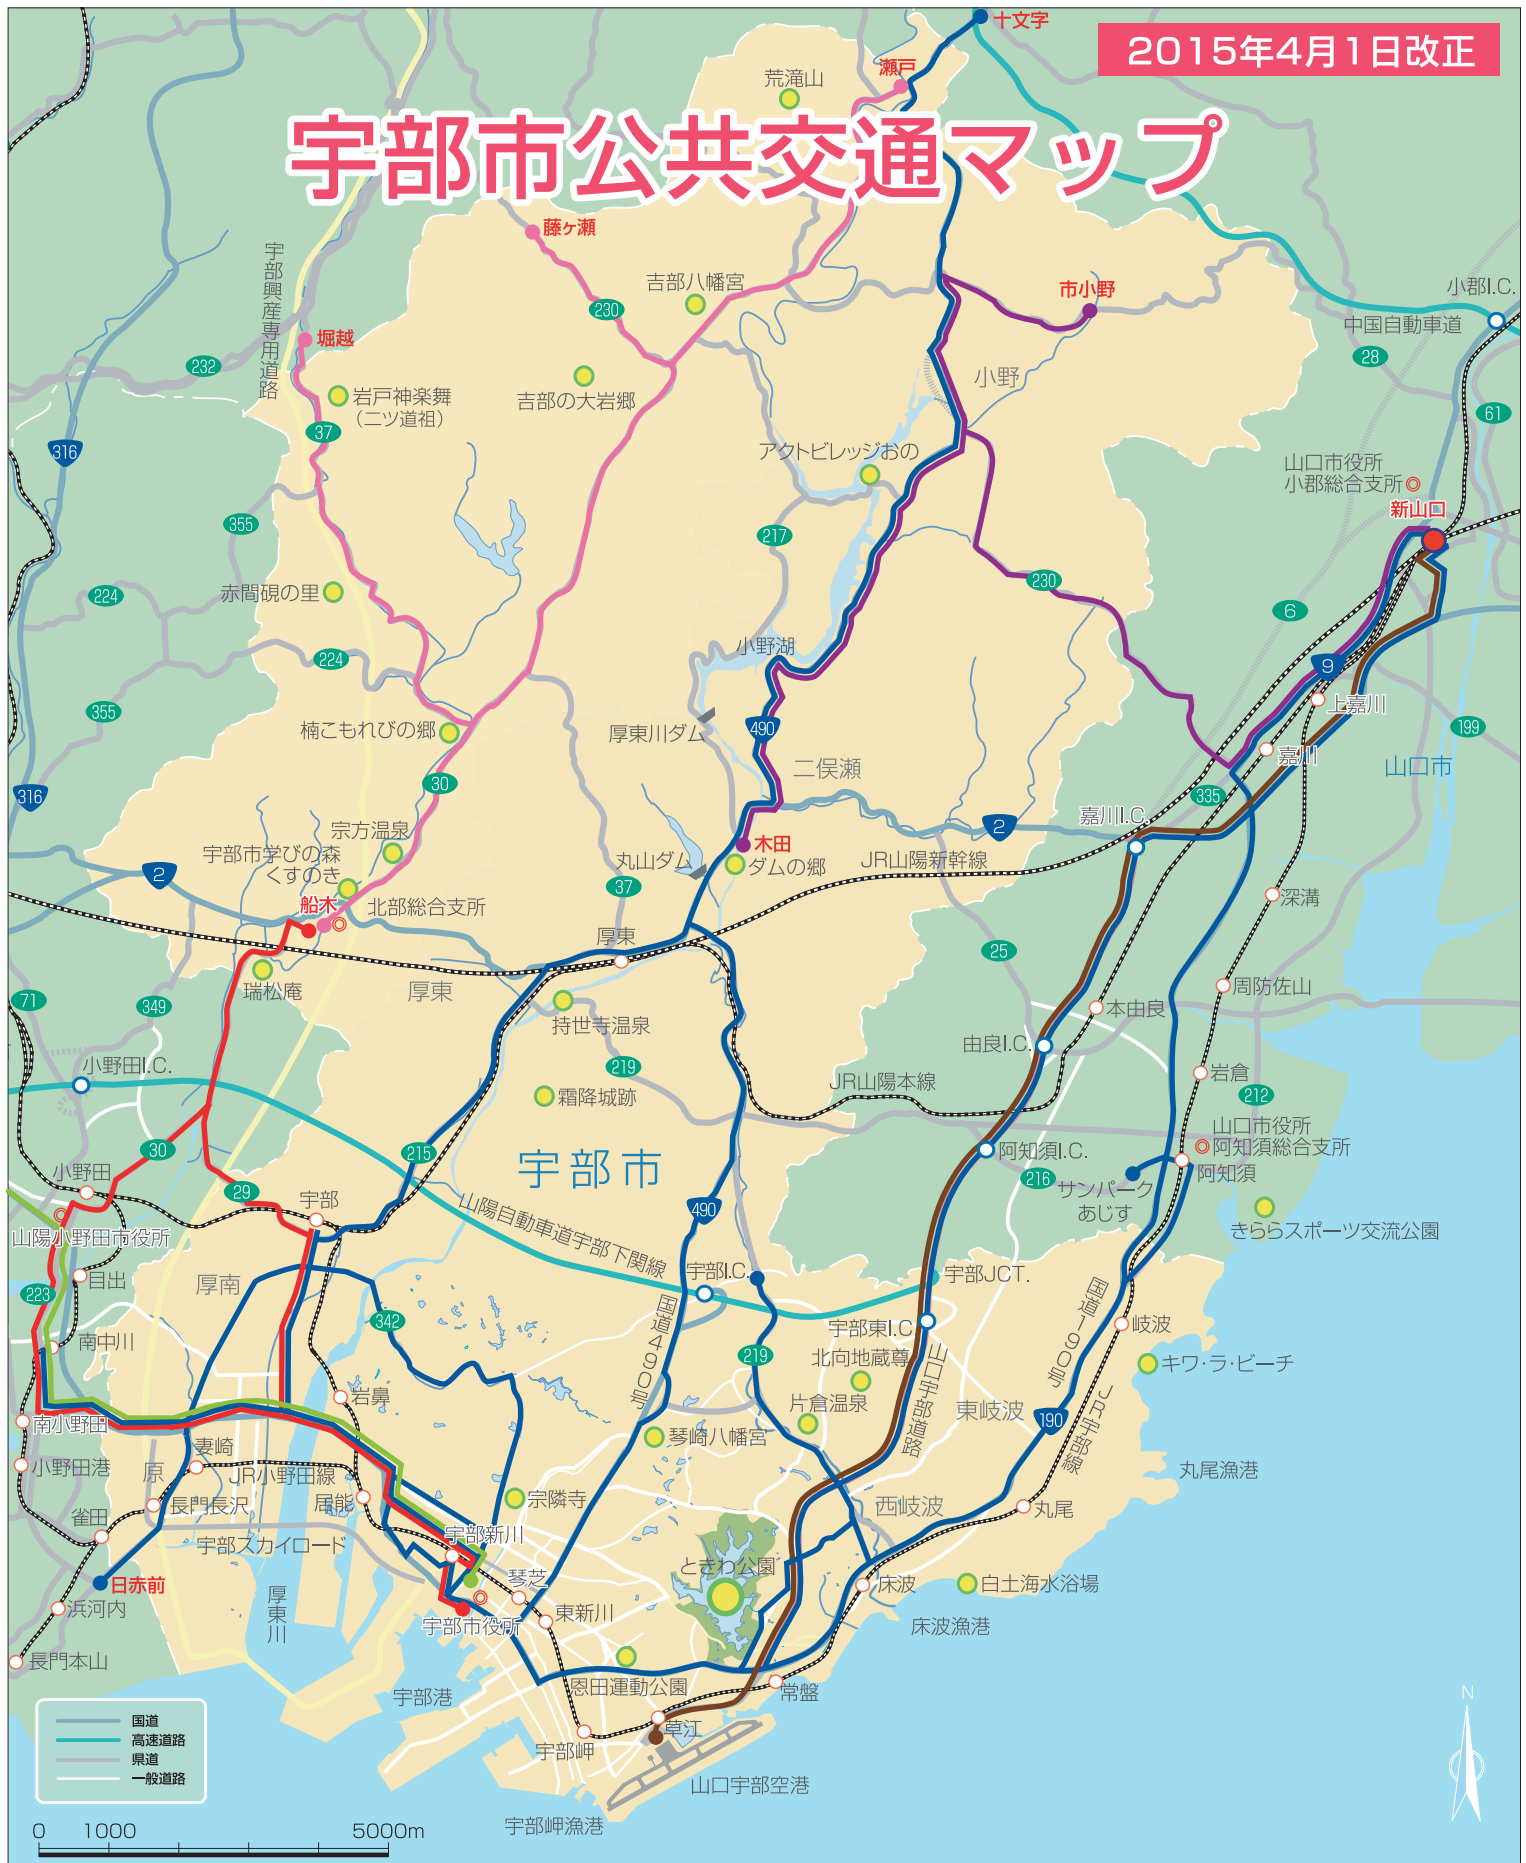 十文字
2015年4月1日改正
瀬戸
荒滝山
宇部市公共交通マップ
藤ヶ瀬
宇部興産専用道路
吉部八幡宮
市小野
小郡I.C.
230
中国自動車道
堀越
28
232
小野
岩戸神楽舞
(二ツ道祖)
吉部の大岩郷
61
37
316
アクトビレッジおの
山口市役所
小郡総合支所
新山口
355
217
230
赤間硯の里
224
6
小野湖
224
9
355
上嘉川
楠こもれびの郷
厚東川ダム
490
199
嘉川
二俣瀬
山口市
30
316
335
嘉川I.C.
2
宗方温泉
木田
宇部市学びの森
くすのき
丸山ダム
ダムの郷
JR山陽新幹線
2
37
船木
北部総合支所
深溝
厚東
25
瑞松庵
厚東
周防佐山
71
349
持世寺温泉
本由良
由良I.C.
小野田I.C.
219
岩倉
霜降城跡
JR山陽本線
212
山口市役所
阿知須総合支所
30
215
宇部市
阿知須I.C.
小野田
阿知須
216
サンパーク
あじす
29
宇部
490
山陽自動車道宇部下関線
きららスポーツ交流公園
山陽小野田市役所
目出
厚南
宇部I.C.
宇部JCT.
223
国道490号
国道190号
342
宇部東I.C
岐波
南中川
219
北向地蔵尊
山口宇部道路
キワ・ラ・ビーチ
岩鼻
片倉温泉
東岐波
JR宇部線
190
南小野田
琴崎八幡宮
妻崎
小野田港
原
JR小野田線
丸尾漁港
長門長沢
居能
宗隣寺
西岐波
丸尾
雀田
宇部スカイロード
宇部新川
ときわ公園
日赤前
琴芝
床波
白土海水浴場
浜河内
厚東川
東新川
宇部市役所
床波漁港
長門本山
恩田運動公園
宇部港
常盤
N
国道
高速道路
県道
一般道路
草江
宇部岬
山口宇部空港
宇部岬漁港
0 1000 5000m